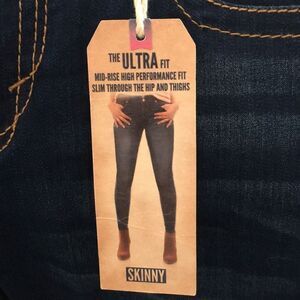 THE ULTRA FIT
MID-RISE HIGH PERFORMANCE FIT
SLIM THROUGH THE HIP AND THIGHS
SKINNY